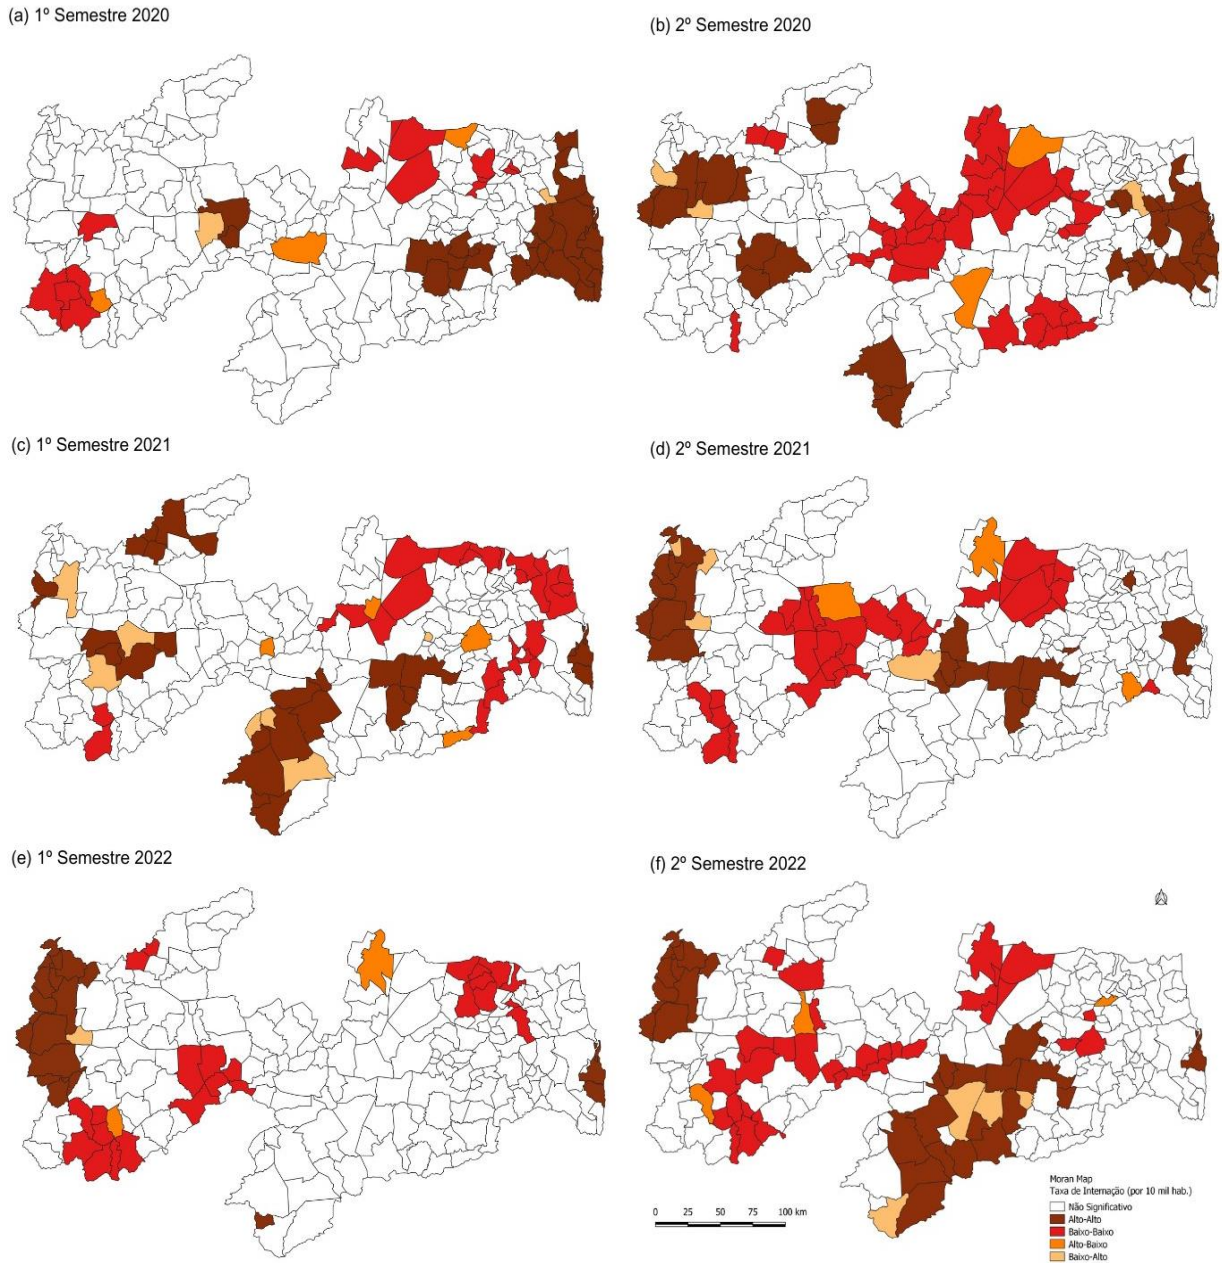 (a) 1º Semestre 2020
(b) 2º Semestre 2020
(c) 1º Semestre 2021
(d) 2º Semestre 2021
(e) 1º Semestre 2022
(f) 2º Semestre 2022
0 25 50 75 100 km
Moran Map
Taxa de Internação (por 10 mil hab.)
Não Significativo
Alto-Alto
Baixo-Baixo
Alto-Baixo
Baixo-Alto